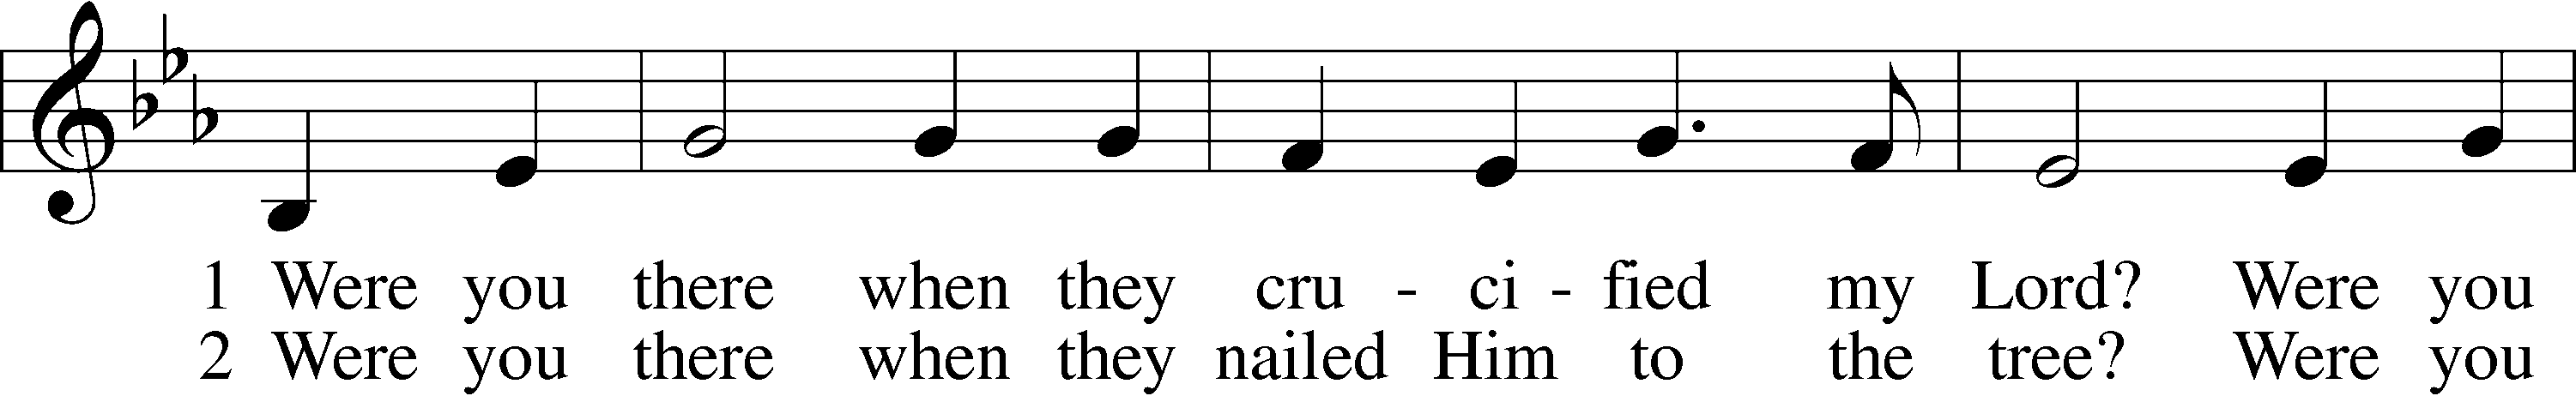 1 Were you there when they cru - ci - fied my Lord? Were you
2 Were you there when they nailed Him to the tree? Were you